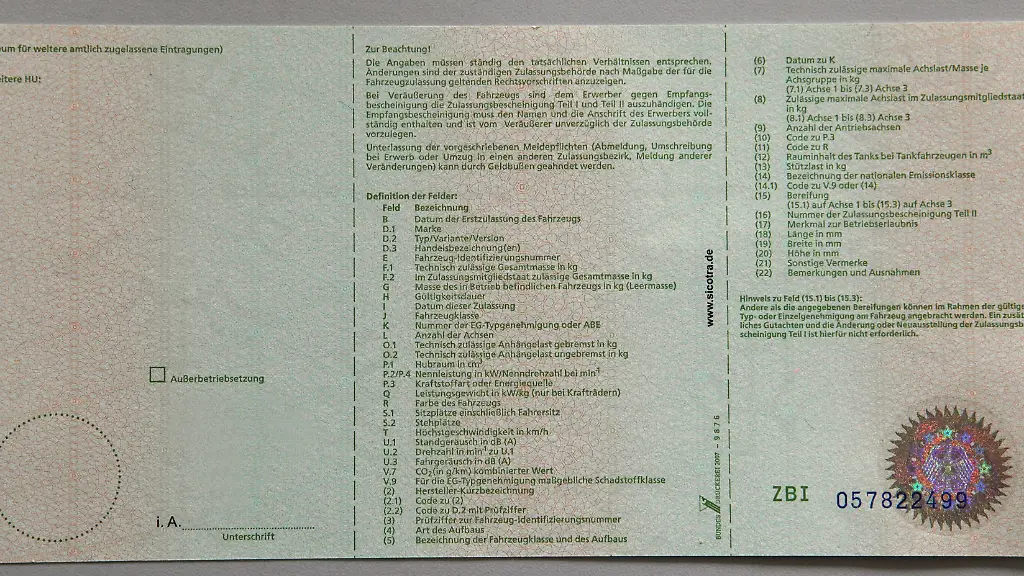 um für weitere amtlich zugelassene Eintragungen)
itere HU:
Außerbetriebsetzung
i. A.
Unterschrift
Zur Beachtung!
Die Angaben müssen ständig den tatsächlichen Verhältnissen entsprechen,
Änderungen sind der zuständigen Zulassungsbehörde nach Maßgabe der für die
Fahrzeugzulassung geltenden Rechtsvorschriften anzuzeigen.
Bei Veräußerung des Fahrzeugs sind dem Erwerber gegen Empfangs-
bescheinigung die Zulassungsbescheinigung Teil I und Teil II auszuhändigen. Die
Empfangsbescheinigung muss den Namen und die Anschrift des Erwerbers voll-
ständig enthalten und ist vom Veräußerer unverzüglich der Zulassungsbehörde
vorzulegen.
Unterlassung der vorgeschriebenen Meldepflichten (Abmeldung, Umschreibung
bei Erwerb oder Umzug in einen anderen Zulassungsbezirk, Meldung anderer
Veränderungen) kann durch Geldbußen geahndet werden.
Definition der Felder:
Feld Bezeichnung
B Datum der Erstzulassung des Fahrzeugs
D.1 Marke
D.2 Typ/Variante/Version
D.3 Handelsbezeichnung(en)
E Fahrzeug-Identifizierungsnummer
F.1 Technisch zulässige Gesamtmasse in kg
F.2 Im Zulassungsmitgliedstaat zulässige Gesamtmasse in kg
G Masse des in Betrieb befindlichen Fahrzeugs in kg (Leermasse)
H Gültigkeitsdauer
I Datum dieser Zulassung
J Fahrzeugklasse
K Nummer der EG-Typgenehmigung oder ABE
L Anzahl der Achsen
O.1 Technisch zulässige Anhängelast gebremst in kg
O.2 Technisch zulässige Anhängelast ungebremst in kg
P.1 Hubraum in cm³
P.2/P.4 Nennleistung in kW/Nenndrehzahl bei min⁻¹
P.3 Kraftstoffart oder Energiequelle
Q Leistungsgewicht in kW/kg (nur bei Krafträdern)
R Farbe des Fahrzeugs
S.1 Sitzplätze einschließlich Fahrersitz
S.2 Stehplätze
T Höchstgeschwindigkeit in km/h
U.1 Standgeräusch in dB (A)
U.2 Drehzahl in min⁻¹ zu U.1
U.3 Fahrgeräusch in dB (A)
V.7 CO₂ (in g/km) kombinierter Wert
V.9 Für die EG-Typgenehmigung maßgebliche Schadstoffklasse
(2) Hersteller-Kurzbezeichnung
(2.1) Code zu (2)
(2.2) Code zu D.2 mit Prüfziffer
(3) Prüfziffer zur Fahrzeug-Identifizierungsnummer
(4) Art des Aufbaus
(5) Bezeichnung der Fahrzeugklasse und des Aufbaus
www.sicotra.de
BUNDESDRUCKEREI 2007 - 9876
(6) Datum zu K
(7) Technisch zulässige maximale Achslast/Masse je
Achsgruppe in kg
(7.1) Achse 1 bis (7.3) Achse 3
(8) Zulässige maximale Achslast im Zulassungsmitgliedstaat
in kg
(8.1) Achse 1 bis (8.3) Achse 3
(9) Anzahl der Antriebsachsen
(10) Code zu P.3
(11) Code zu R
(12) Rauminhalt des Tanks bei Tankfahrzeugen in m³
(13) Stützlast in kg
(14) Bezeichnung der nationalen Emissionsklasse
(14.1) Code zu V.9 oder (14)
(15) Bereifung
(15.1) auf Achse 1 bis (15.3) auf Achse 3
(16) Nummer der Zulassungsbescheinigung Teil II
(17) Merkmal zur Betriebserlaubnis
(18) Länge in mm
(19) Breite in mm
(20) Höhe in mm
(21) Sonstige Vermerke
(22) Bemerkungen und Ausnahmen
Hinweis zu Feld (15.1) bis (15.3):
Andere als die angegebenen Bereifungen können im Rahmen der gültige
Typ- oder Einzelgenehmigung am Fahrzeug angebracht werden. Ein zusät
liches Gutachten und die Änderung oder Neuausstellung der Zulassungsb
scheinigung Teil I ist hierfür nicht erforderlich.
ZBI 057822499